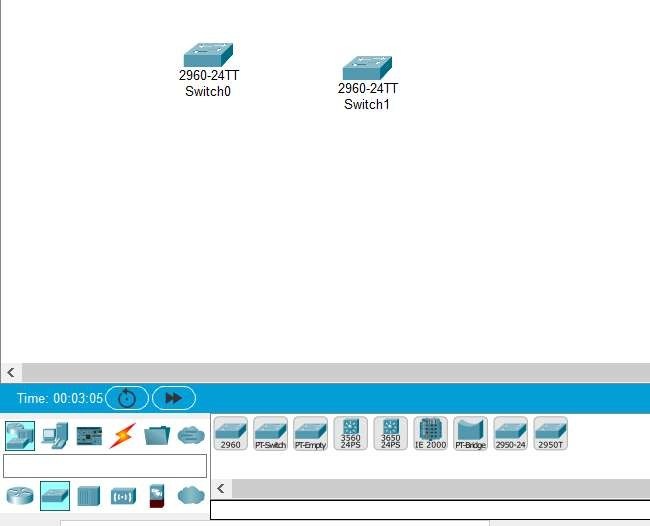 2960-24TT
Switch0
2960-24TT
Switch1
Time: 00:03:05
2960
PT-Switch
PT-Empty
3560
24PS
3650
24PS
IE 2000
PT-Bridge
2950-24
2950T